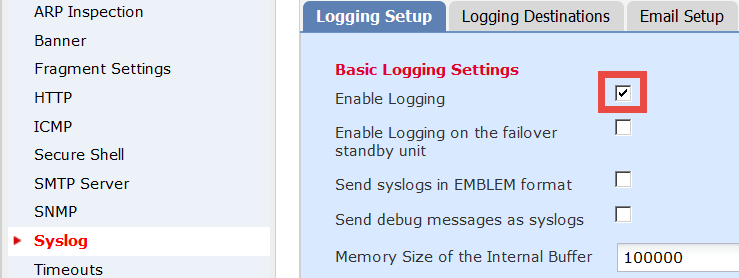 ARP Inspection
Banner
Fragment Settings
HTTP
ICMP
Secure Shell
SMTP Server
SNMP
Syslog
Timeouts
Logging Setup Logging Destinations Email Setup
Basic Logging Settings
Enable Logging
Enable Logging on the failover
standby unit
Send syslogs in EMBLEM format
Send debug messages as syslogs
Memory Size of the Internal Buffer 100000